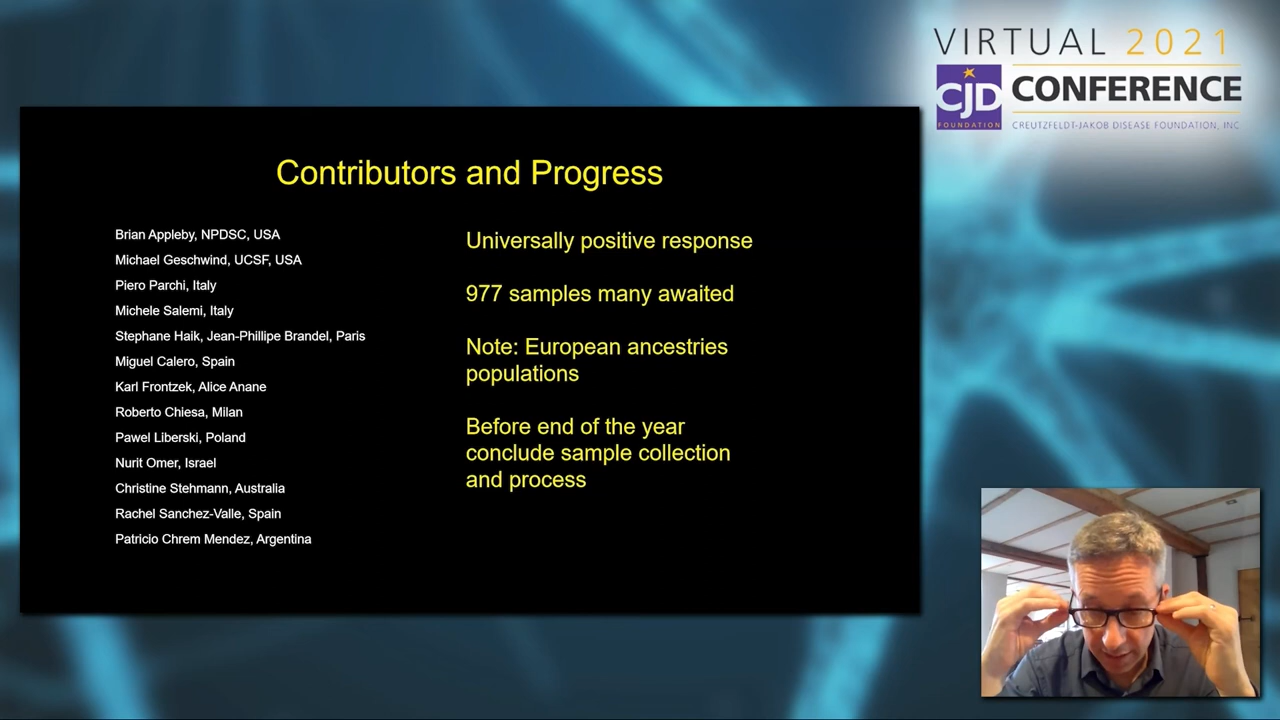 VIRTUAL 2021
CJD CONFERENCE
FOUNDATION CREUTZFELDT-JAKOB DISEASE FOUNDATION, INC
Contributors and Progress
Brian Appleby, NPDSC, USA
Michael Geschwind, UCSF, USA
Piero Parchi, Italy
Michele Salemi, Italy
Stephane Haik, Jean-Phillipe Brandel, Paris
Miguel Calero, Spain
Karl Frontzek, Alice Anane
Roberto Chiesa, Milan
Pawel Liberski, Poland
Nurit Omer, Israel
Christine Stehmann, Australia
Rachel Sanchez-Valle, Spain
Patricio Chrem Mendez, Argentina
Universally positive response
977 samples many awaited
Note: European ancestries
populations
Before end of the year
conclude sample collection
and process